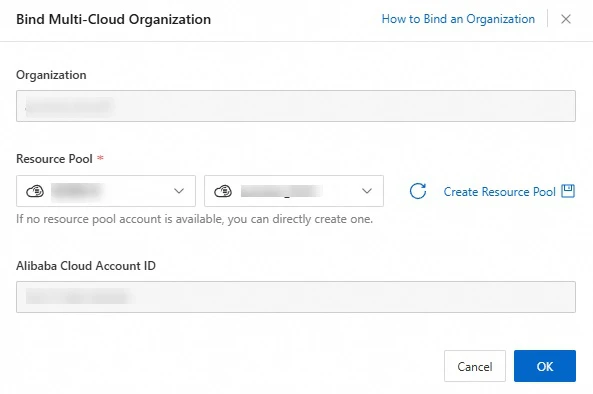 Bind Multi-Cloud Organization
How to Bind an Organization
Organization
Resource Pool *
Create Resource Pool
If no resource pool account is available, you can directly create one.
Alibaba Cloud Account ID
Cancel
OK